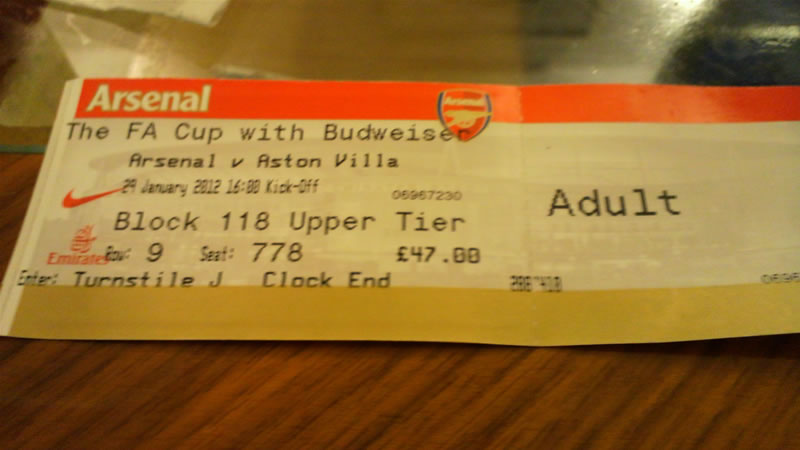 Arsenal
Arsenal
The FA Cup with Budweiser
Arsenal v Aston Villa
29 January 2012 16:00 Kick-Off
06967230
Adult
Block 118 Upper Tier
Emirates
Row: 9 Seat: 778 £47.00
Enter: Turnstile J Clock End